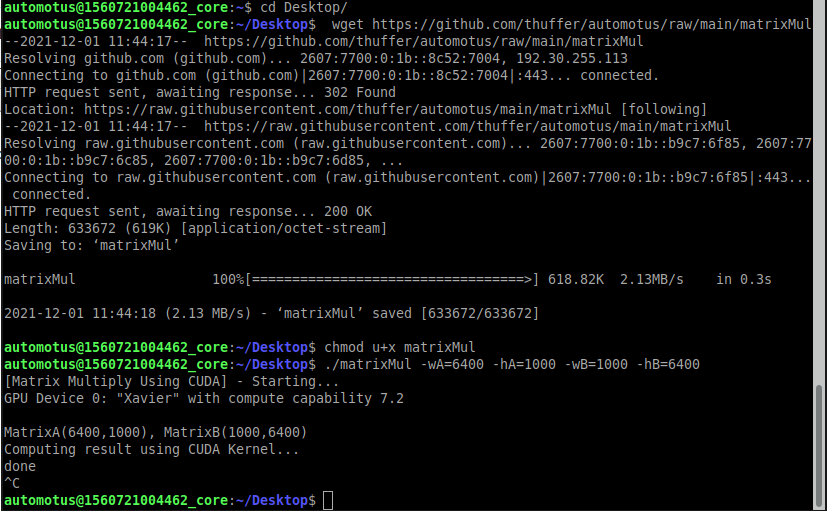 automotus@1560721004462_core:~$ cd Desktop/
automotus@1560721004462_core:~/Desktop$  wget https://github.com/thuffer/automotus/raw/main/matrixMul
--2021-12-01 11:44:17--  https://github.com/thuffer/automotus/raw/main/matrixMul
Resolving github.com (github.com)... 2607:7700:0:1b::8c52:7004, 192.30.255.113
Connecting to github.com (github.com)|2607:7700:0:1b::8c52:7004|:443... connected.
HTTP request sent, awaiting response... 302 Found
Location: https://raw.githubusercontent.com/thuffer/automotus/main/matrixMul [following]
--2021-12-01 11:44:17--  https://raw.githubusercontent.com/thuffer/automotus/main/matrixMul
Resolving raw.githubusercontent.com (raw.githubusercontent.com)... 2607:7700:0:1b::b9c7:6f85, 2607:77
00:0:1b::b9c7:6c85, 2607:7700:0:1b::b9c7:6d85, ...
Connecting to raw.githubusercontent.com (raw.githubusercontent.com)|2607:7700:0:1b::b9c7:6f85|:443...
 connected.
HTTP request sent, awaiting response... 200 OK
Length: 633672 (619K) [application/octet-stream]
Saving to: ‘matrixMul’

matrixMul                 100%[==================================>] 618.82K  2.13MB/s    in 0.3s

2021-12-01 11:44:18 (2.13 MB/s) - ‘matrixMul’ saved [633672/633672]

automotus@1560721004462_core:~/Desktop$ chmod u+x matrixMul
automotus@1560721004462_core:~/Desktop$ ./matrixMul -wA=6400 -hA=1000 -wB=1000 -hB=6400
[Matrix Multiply Using CUDA] - Starting...
GPU Device 0: "Xavier" with compute capability 7.2

MatrixA(6400,1000), MatrixB(1000,6400)
Computing result using CUDA Kernel...
done
^C
automotus@1560721004462_core:~/Desktop$